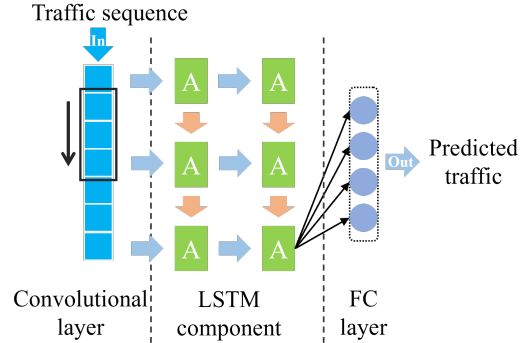 Traffic sequence
In
A A
A A
A A
Out
Predicted
traffic
Convolutional
layer
LSTM
component
FC
layer